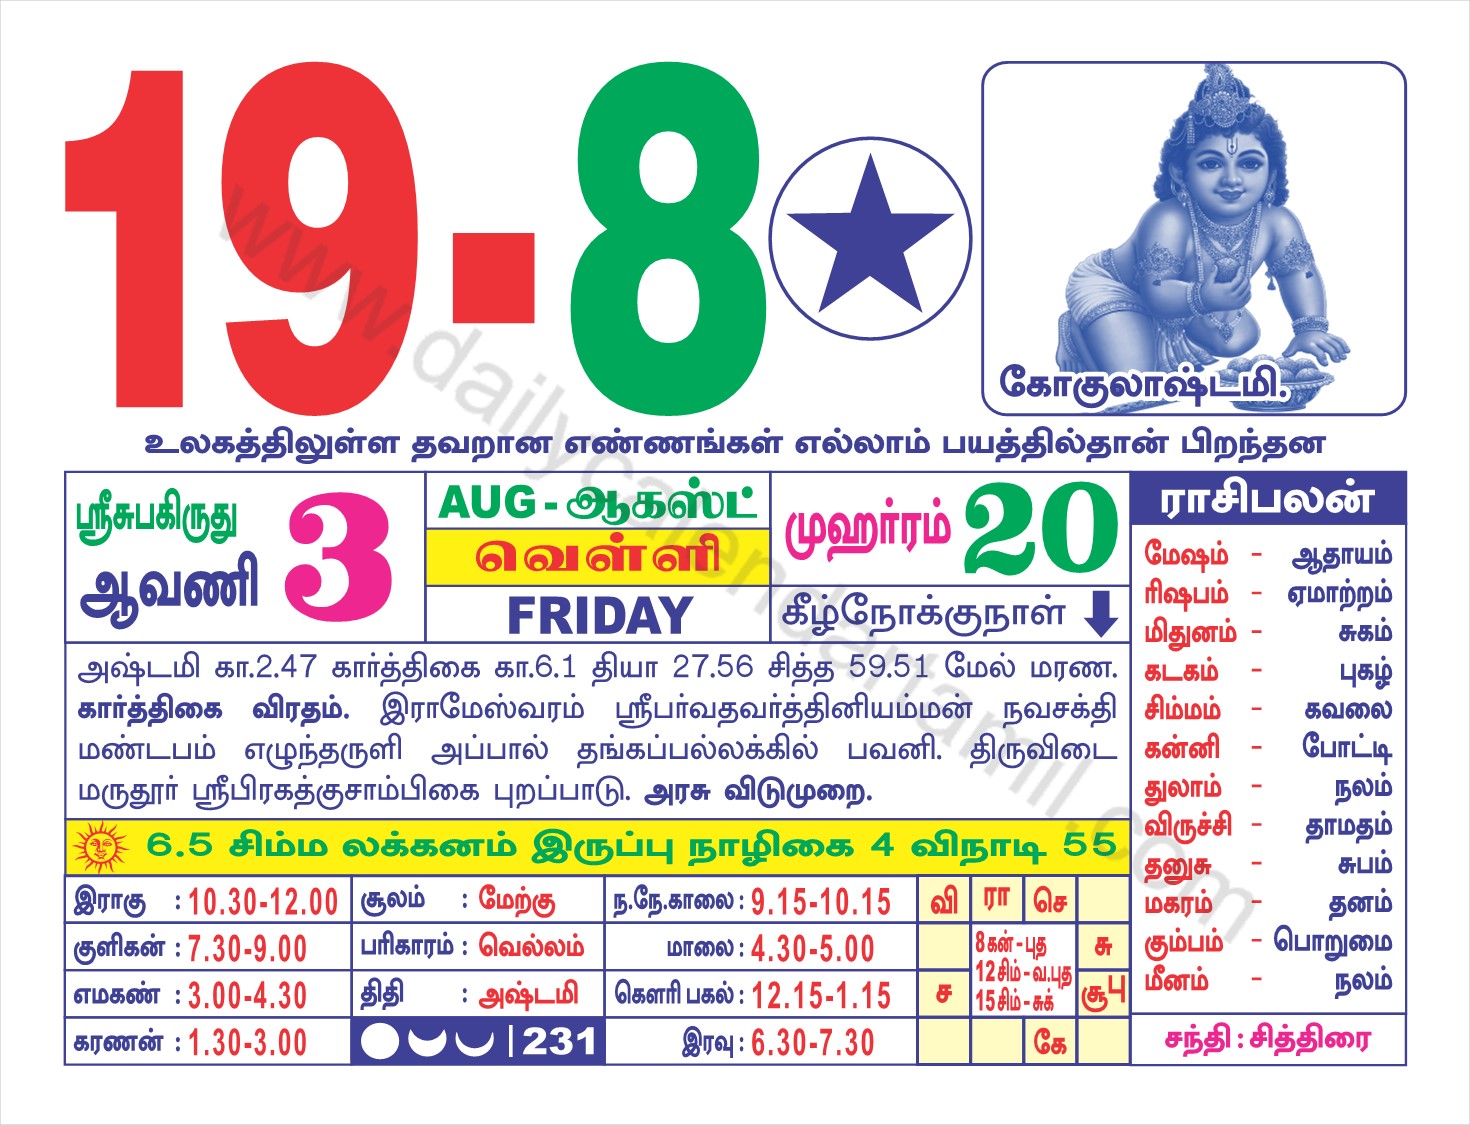 19-8
கோகுலாஷ்டமி.
உலகத்திலுள்ள தவறான எண்ணங்கள் எல்லாம் பயத்தில்தான் பிறந்தன
ஸ்ரீசுபகிருது
ஆவணி 3
AUG - ஆகஸ்ட்
வெள்ளி
FRIDAY
முஹர்ரம் 20
கீழ்நோக்குநாள்
அஷ்டமி கா.2.47 கார்த்திகை கா.6.1 தியா 27.56 சித்த 59.51 மேல் மரண.
கார்த்திகை விரதம். இராமேஸ்வரம் ஸ்ரீபர்வதவர்த்தினியம்மன் நவசக்தி
மண்டபம் எழுந்தருளி அப்பால் தங்கப்பல்லக்கில் பவனி. திருவிடை
மருதூர் ஸ்ரீபிரகத்குசாம்பிகை புறப்பாடு. அரசு விடுமுறை.
6.5 சிம்ம லக்கனம் இருப்பு நாழிகை 4 விநாடி 55
இராகு : 10.30-12.00
குளிகன் : 7.30-9.00
எமகண் : 3.00-4.30
கரணன் : 1.30-3.00
சூலம் : மேற்கு
பரிகாரம் : வெல்லம்
திதி : அஷ்டமி
231
ந.நே.காலை : 9.15-10.15
மாலை : 4.30-5.00
கௌரி பகல் : 12.15-1.15
இரவு : 6.30-7.30
வி ரா செ
8கன்-புத சு
12சிம்-வ.புத
ச 15சிம்-சுக் சூபு
கே
ராசிபலன்
மேஷம் - ஆதாயம்
ரிஷபம் - ஏமாற்றம்
மிதுனம் - சுகம்
கடகம் - புகழ்
சிம்மம் - கவலை
கன்னி - போட்டி
துலாம் - நலம்
விருச்சி - தாமதம்
தனுசு - சுபம்
மகரம் - தனம்
கும்பம் - பொறுமை
மீனம் - நலம்
சந்தி : சித்திரை
www.dailycalendartamil.com